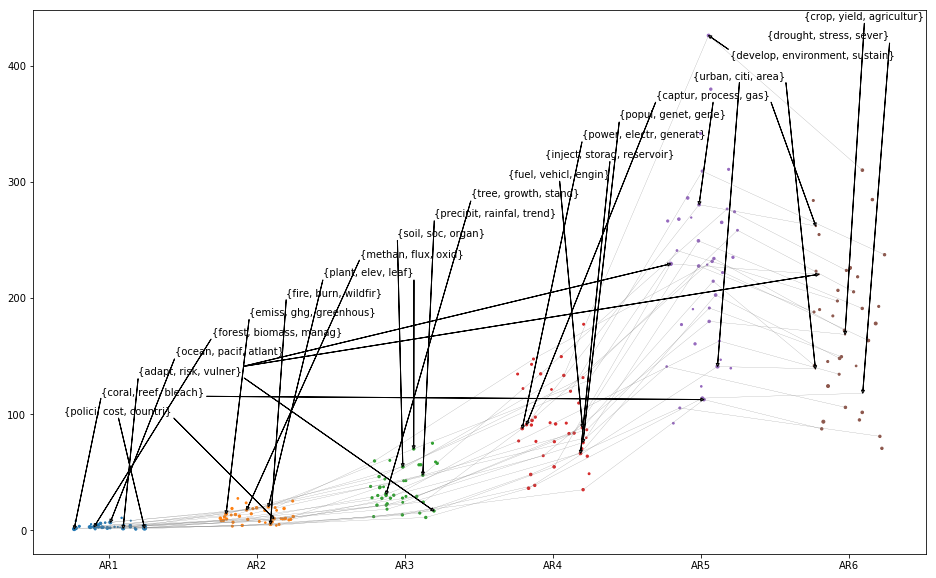 {crop, yield, agricultur}
{drought, stress, sever}
{develop, environment, sustain}
{urban, citi, area}
{captur, process, gas}
{popul, genet, gene}
{power, electr, generat}
{inject, storag, reservoir}
{fuel, vehicl, engin}
{tree, growth, stand}
{precipit, rainfal, trend}
{soil, soc, organ}
{methan, flux, oxid}
{plant, elev, leaf}
{fire, burn, wildfir}
{emiss, ghg, greenhous}
{forest, biomass, manag}
{ocean, pacif, atlant}
{adapt, risk, vulner}
{coral, reef, bleach}
{polici, cost, countri}
400
300
200
100
0
AR1 AR2 AR3 AR4 AR5 AR6